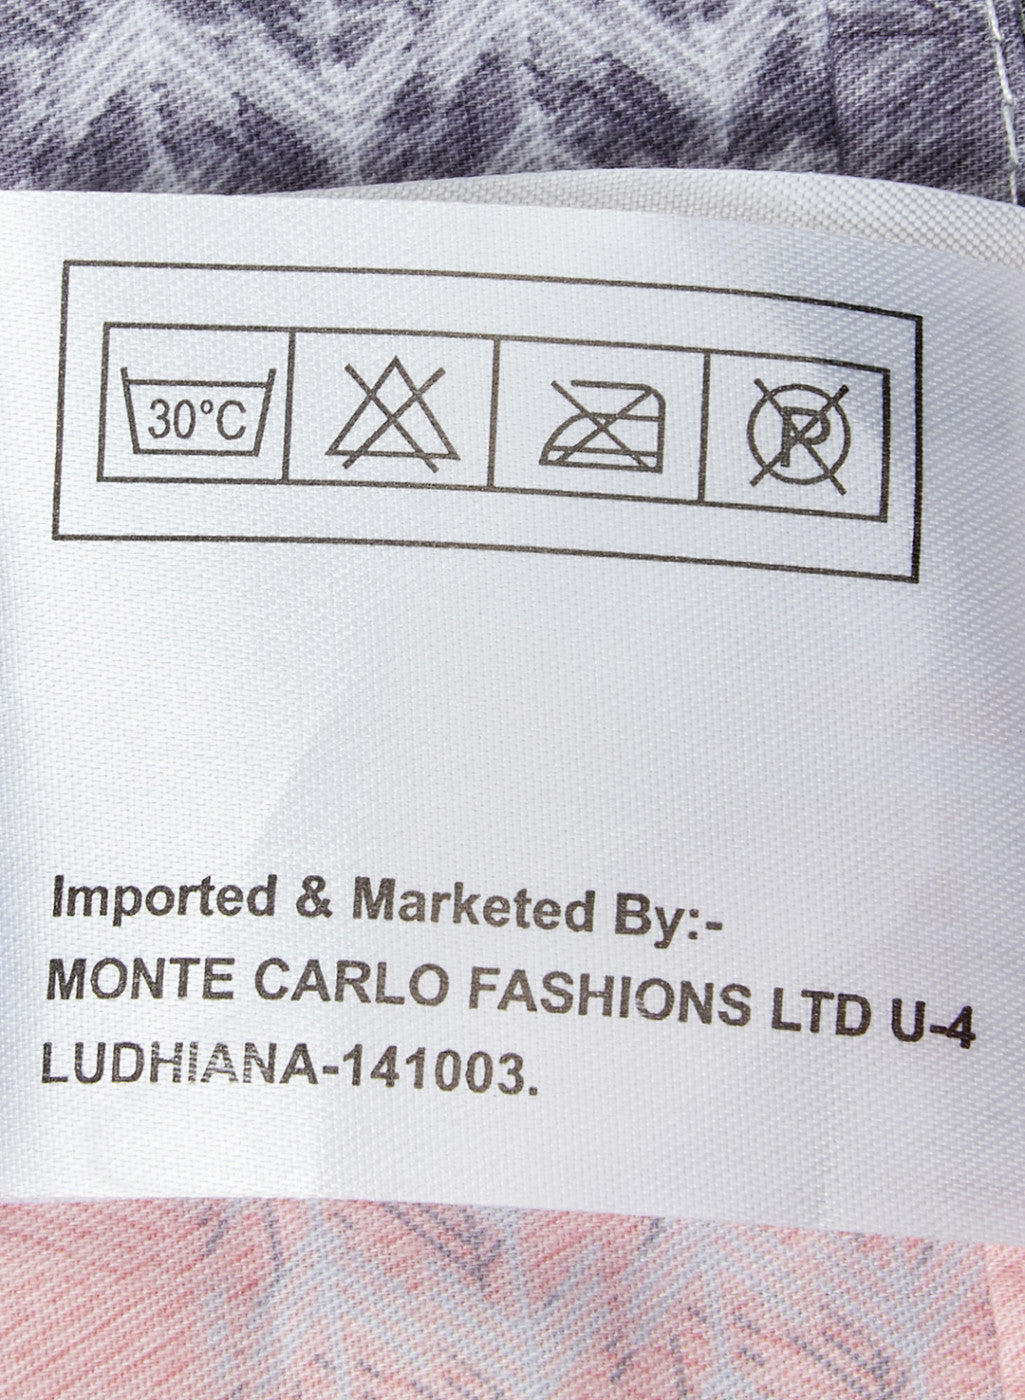 30°C
P
Imported & Marketed By:-
MONTE CARLO FASHIONS LTD U-4
LUDHIANA-141003.